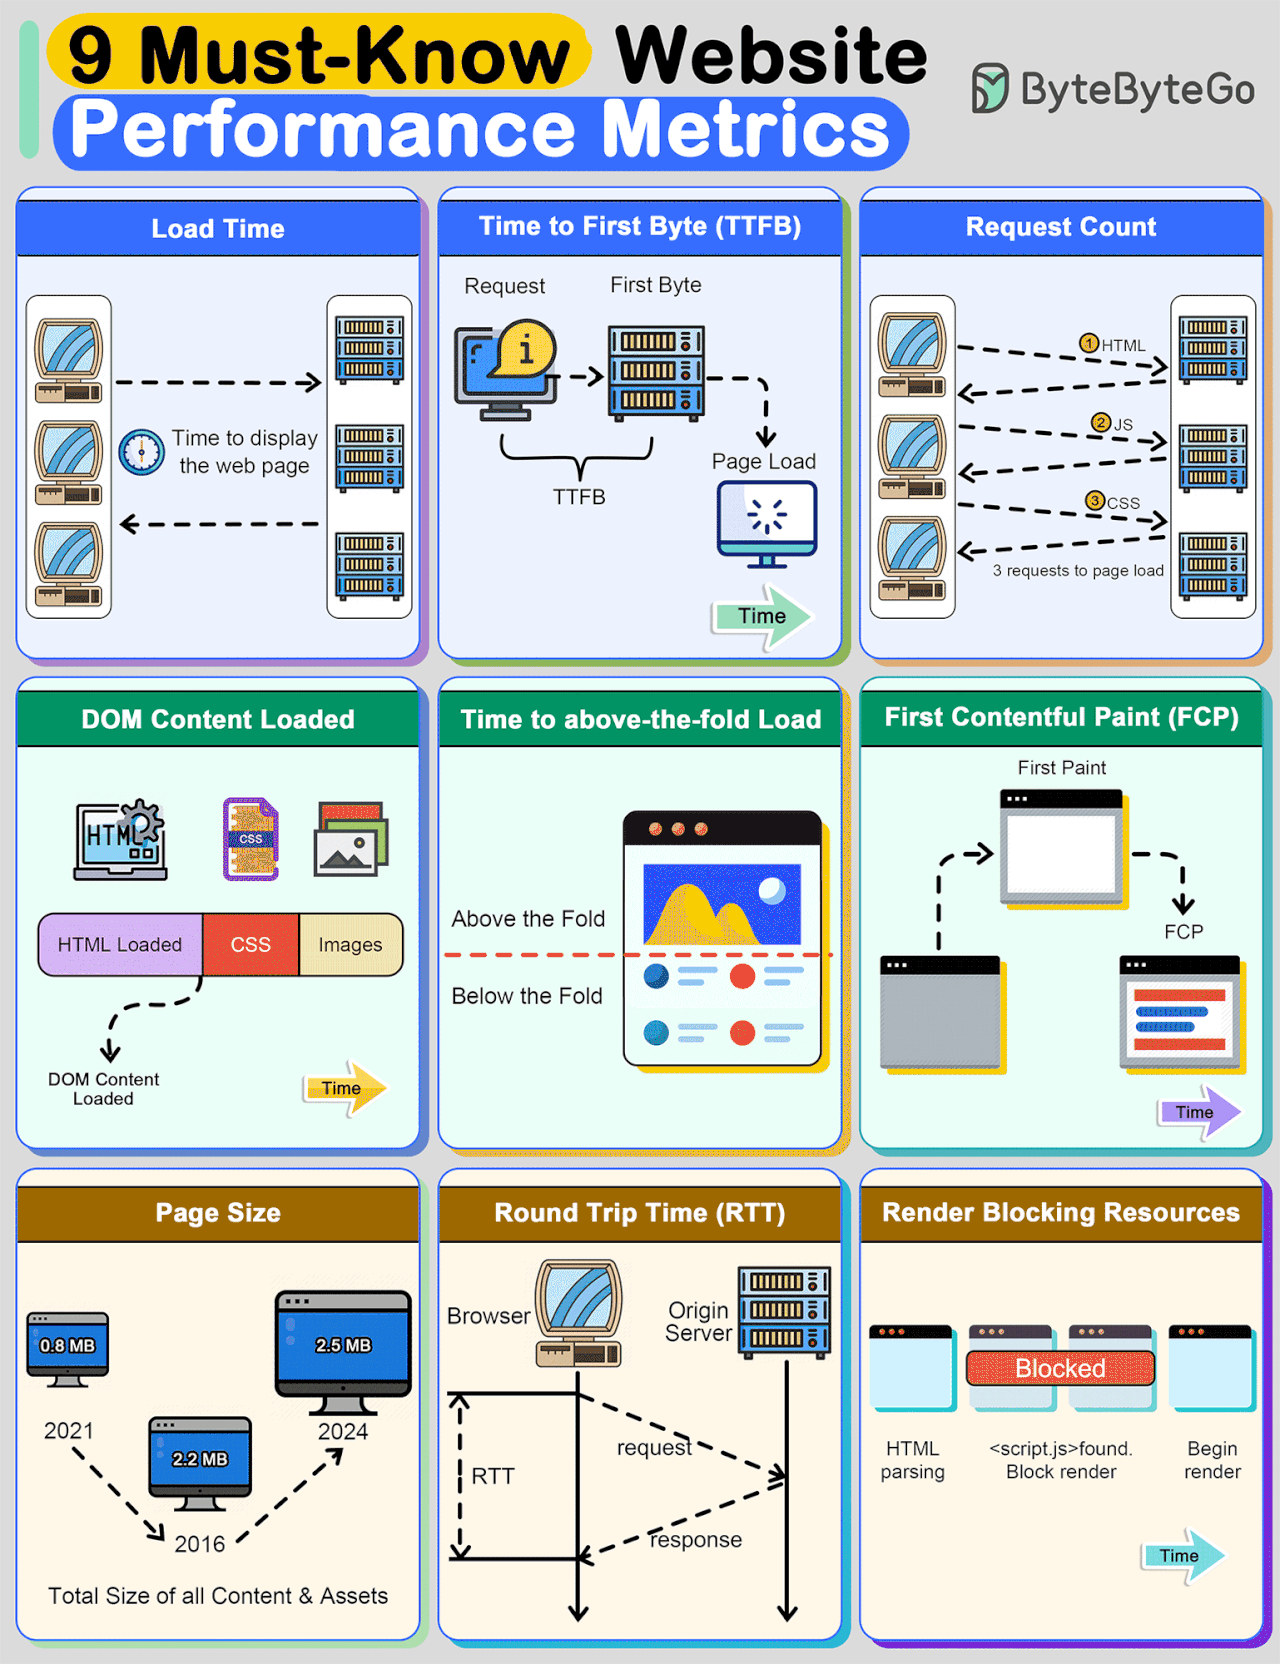 9 Must-Know Website
Performance Metrics
ByteByteGo
Load Time
Time to display
the web page
Time to First Byte (TTFB)
Request
First Byte
i
TTFB
Page Load
Time
Request Count
1 HTML
2 JS
3 CSS
3 requests to page load
DOM Content Loaded
HTML
CSS
HTML Loaded
CSS
Images
DOM Content
Loaded
Time
Time to above-the-fold Load
Above the Fold
Below the Fold
First Contentful Paint (FCP)
First Paint
FCP
Time
Page Size
0.8 MB
2021
2.2 MB
2016
2.5 MB
2024
Total Size of all Content & Assets
Round Trip Time (RTT)
Browser
Origin
Server
request
RTT
response
Render Blocking Resources
Blocked
HTML
parsing
<script.js>found.
Block render
Begin
render
Time